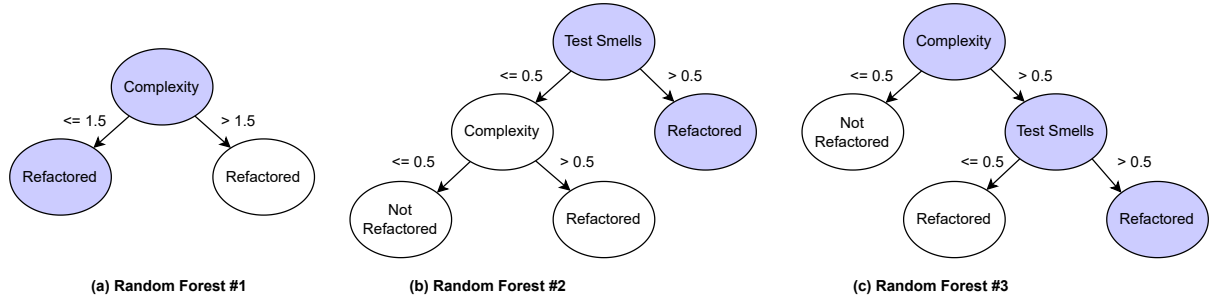 Complexity
<= 1.5
> 1.5
Refactored
Refactored
(a) Random Forest #1
Test Smells
<= 0.5
> 0.5
Complexity
Refactored
<= 0.5
> 0.5
Not
Refactored
Refactored
(b) Random Forest #2
Complexity
<= 0.5
> 0.5
Not
Refactored
Test Smells
<= 0.5
> 0.5
Refactored
Refactored
(c) Random Forest #3